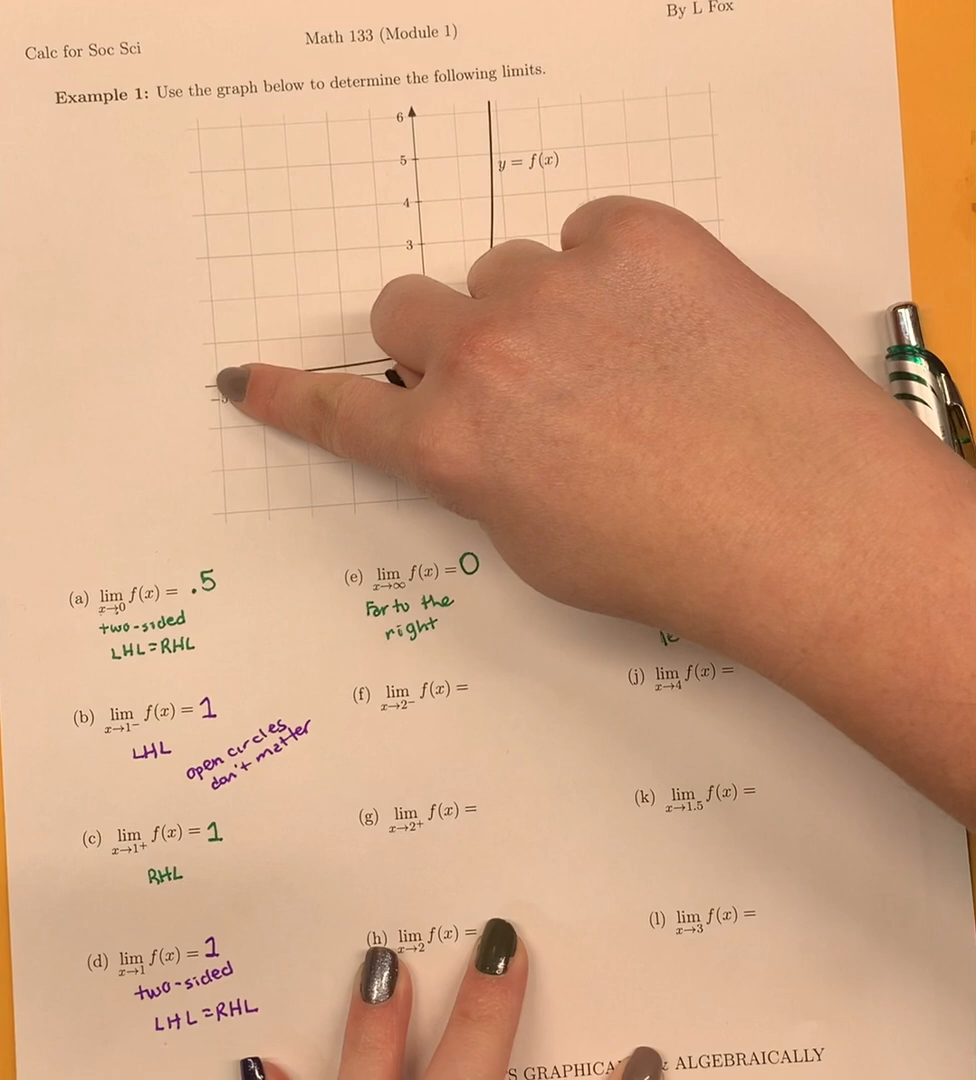 Calc for Soc Sci
Math 133 (Module 1)
By L Fox
Example 1: Use the graph below to determine the following limits.
6
5
4
3
y = f(x)
(a) lim x→0 f(x) = .5
two-sided
LHL=RHL
(b) lim x→1⁻ f(x) = 1
LHL
open circles
don't matter
(c) lim x→1⁺ f(x) = 1
RHL
(d) lim x→1 f(x) = 1
two-sided
LHL=RHL
(e) lim x→∞ f(x) = 0
Far to the
right
(f) lim x→2⁻ f(x) =
(g) lim x→2⁺ f(x) =
(h) lim x→2 f(x) =
le
(j) lim x→4 f(x) =
(k) lim x→1.5 f(x) =
(l) lim x→3 f(x) =
S GRAPHICA ALGEBRAICALLY